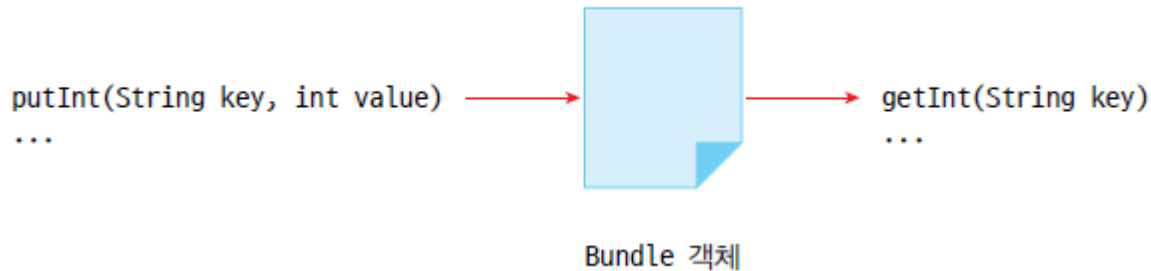 putInt(String key, int value)
...
getInt(String key)
...
Bundle 객체